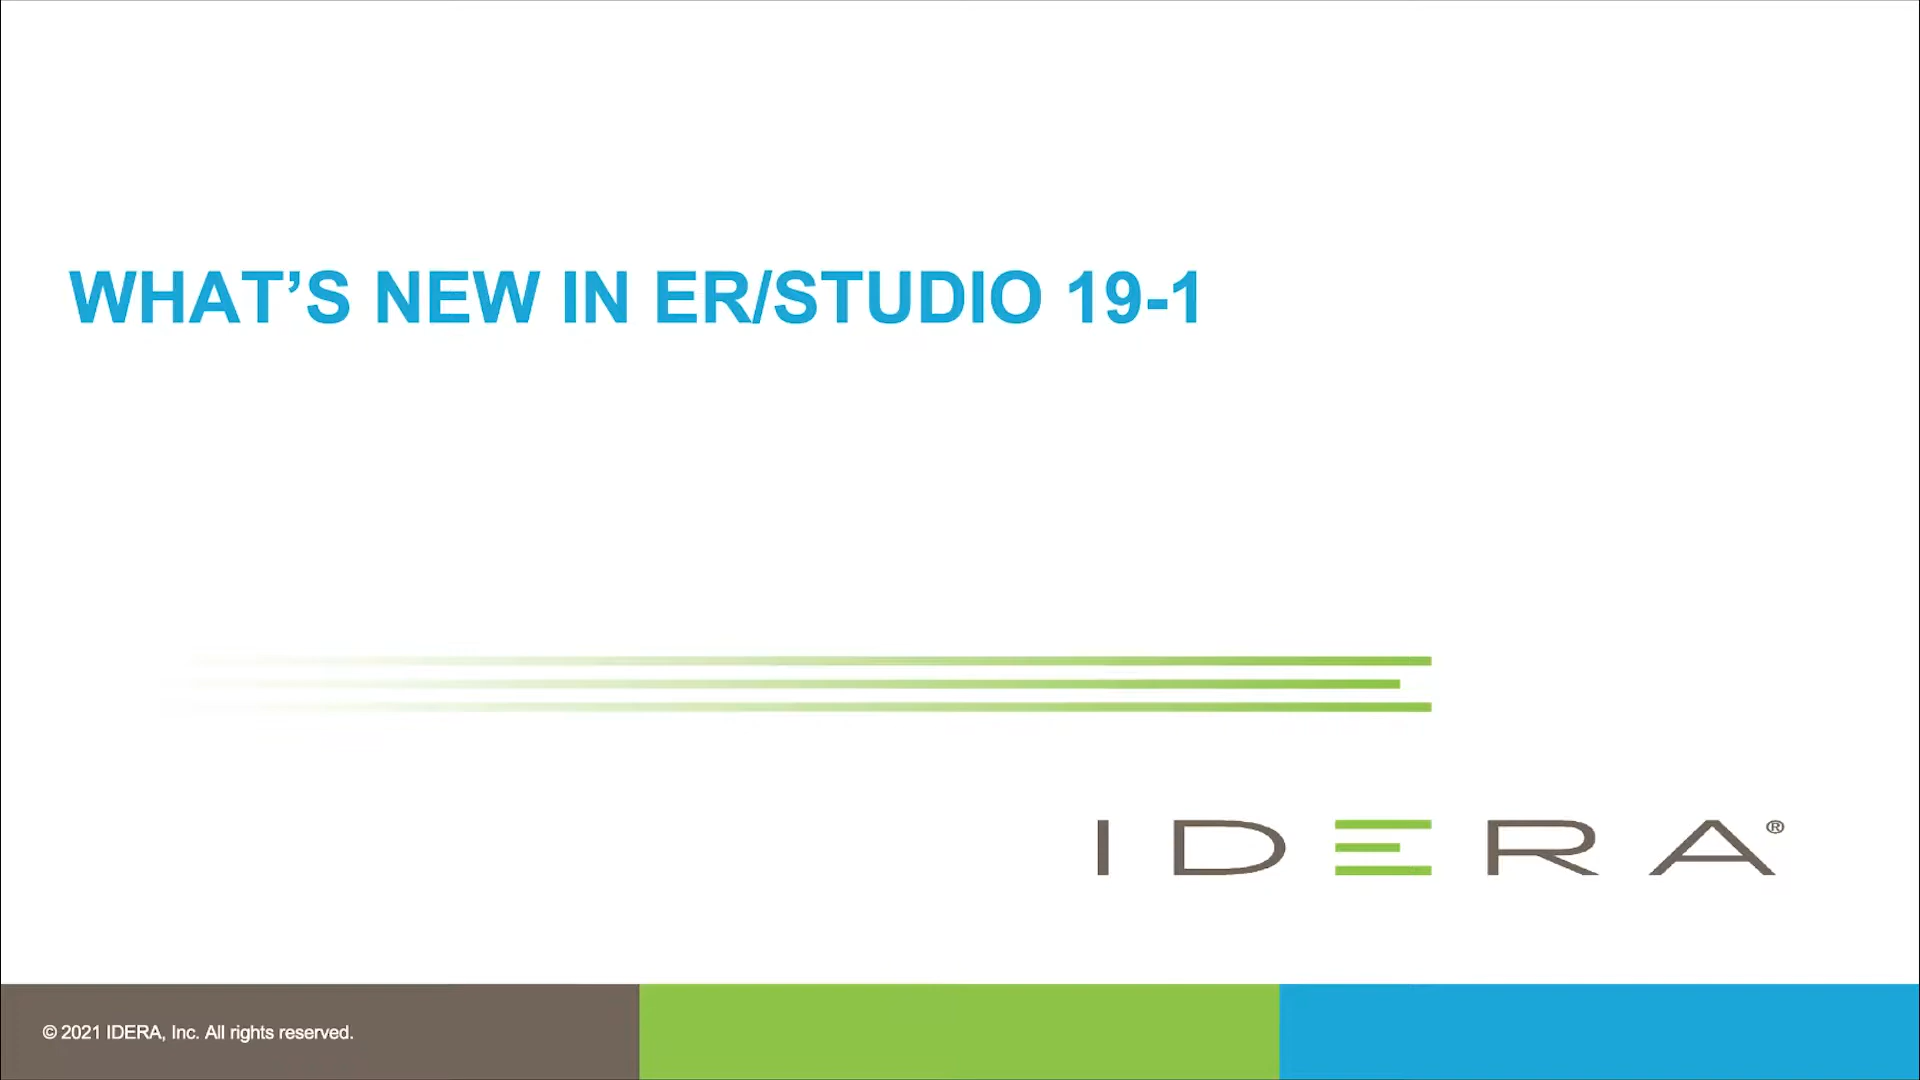 WHAT’S NEW IN ER/STUDIO 19-1
IDERA®
© 2021 IDERA, Inc. All rights reserved.